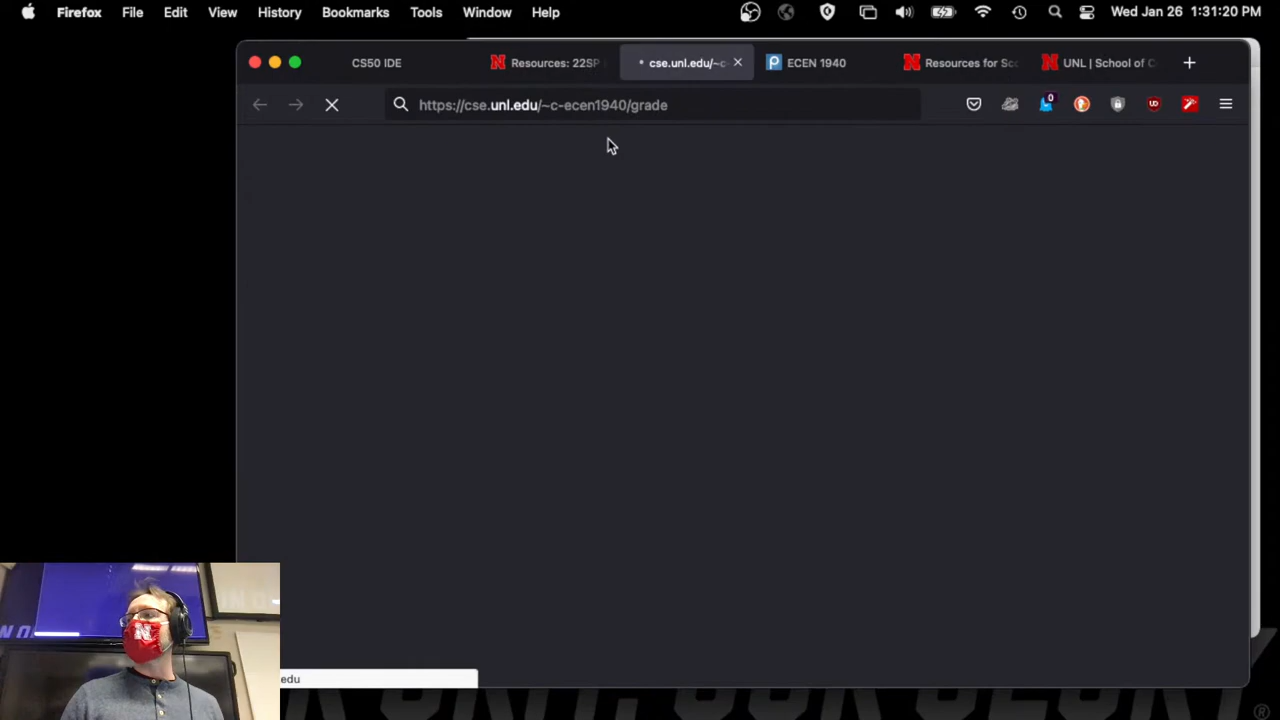 Firefox File Edit View History Bookmarks Tools Window Help Wed Jan 26 1:31:20 PM
CS50 IDE Resources: 22SP cse.unl.edu/~c- ECEN 1940 Resources for UNL | School of
https://cse.unl.edu/~c-ecen1940/grade
0
edu